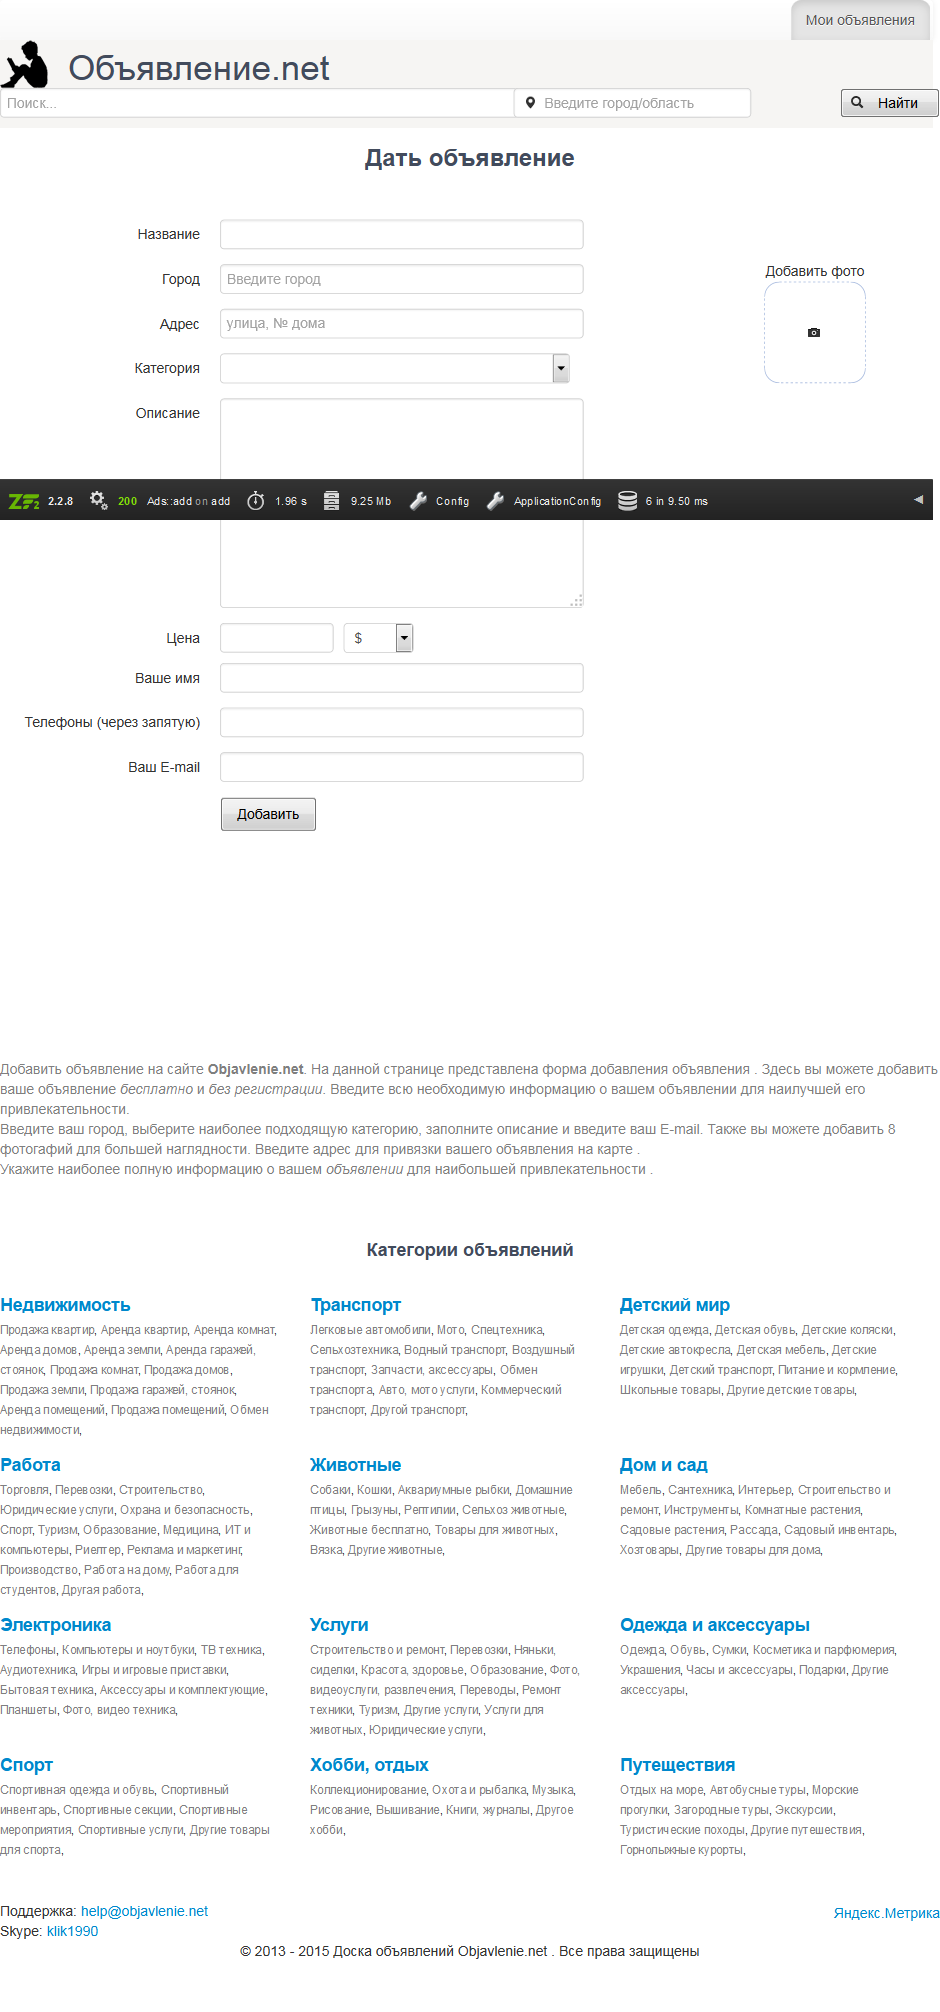 Мои объявления
Объявление.net
Поиск...
Введите город/область
Найти
Дать объявление
Название
Город
Введите город
Добавить фото
Адрес
улица, № дома
Категория
Описание
ZF2 2.2.8 200 Ads::add on add 1.96 s 9.25 Mb Config ApplicationConfig 6 in 9.50 ms
Цена
$
Ваше имя
Телефоны (через запятую)
Ваш E-mail
Добавить
Добавить объявление на сайте Objavlenie.net. На данной странице представлена форма добавления объявления . Здесь вы можете добавить
ваше объявление бесплатно и без регистрации. Введите всю необходимую информацию о вашем объявлении для наилучшей его
привлекательности.
Введите ваш город, выберите наиболее подходящую категорию, заполните описание и введите ваш E-mail. Также вы можете добавить 8
фотогафий для большей наглядности. Введите адрес для привязки вашего объявления на карте .
Укажите наиболее полную информацию о вашем объявлении для наибольшей привлекательности .
Категории объявлений
Недвижимость
Продажа квартир, Аренда квартир, Аренда комнат,
Аренда домов, Аренда земли, Аренда гаражей,
стоянок, Продажа комнат, Продажа домов,
Продажа земли, Продажа гаражей, стоянок,
Аренда помещений, Продажа помещений, Обмен
недвижимости,
Транспорт
Легковые автомобили, Мото, Спецтехника,
Сельхозтехника, Водный транспорт, Воздушный
транспорт, Запчасти, аксессуары, Обмен
транспорта, Авто, мото услуги, Коммерческий
транспорт, Другой транспорт,
Детский мир
Детская одежда, Детская обувь, Детские коляски,
Детские автокресла, Детская мебель, Детские
игрушки, Детский транспорт, Питание и кормление,
Школьные товары, Другие детские товары,
Работа
Торговля, Перевозки, Строительство,
Юридические услуги, Охрана и безопасность,
Спорт, Туризм, Образование, Медицина, ИТ и
компьютеры, Риелтер, Реклама и маркетинг,
Производство, Работа на дому, Работа для
студентов, Другая работа,
Животные
Собаки, Кошки, Аквариумные рыбки, Домашние
птицы, Грызуны, Рептилии, Сельхоз животные,
Животные бесплатно, Товары для животных,
Вязка, Другие животные,
Дом и сад
Мебель, Сантехника, Интерьер, Строительство и
ремонт, Инструменты, Комнатные растения,
Садовые растения, Рассада, Садовый инвентарь,
Хозтовары, Другие товары для дома,
Электроника
Телефоны, Компьютеры и ноутбуки, ТВ техника,
Аудиотехника, Игры и игровые приставки,
Бытовая техника, Аксессуары и комплектующие,
Планшеты, Фото, видео техника,
Услуги
Строительство и ремонт, Перевозки, Няньки,
сиделки, Красота, здоровье, Образование, Фото,
видеоуслуги, развлечения, Переводы, Ремонт
техники, Туризм, Другие услуги, Услуги для
животных, Юридические услуги,
Одежда и аксессуары
Одежда, Обувь, Сумки, Косметика и парфюмерия,
Украшения, Часы и аксессуары, Подарки, Другие
аксессуары,
Спорт
Спортивная одежда и обувь, Спортивный
инвентарь, Спортивные секции, Спортивные
мероприятия, Спортивные услуги, Другие товары
для спорта,
Хобби, отдых
Коллекционирование, Охота и рыбалка, Музыка,
Рисование, Вышивание, Книги, журналы, Другое
хобби,
Путеществия
Отдых на море, Автобусные туры, Морские
прогулки, Загородные туры, Экскурсии,
Туристические походы, Другие путешествия,
Горнолыжные курорты,
Поддержка: help@objavlenie.net
Skype: klik1990
Яндекс.Метрика
© 2013 - 2015 Доска объявлений Objavlenie.net . Все права защищены